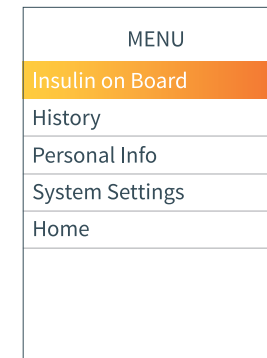 MENU
Insulin on Board
History
Personal Info
System Settings
Home